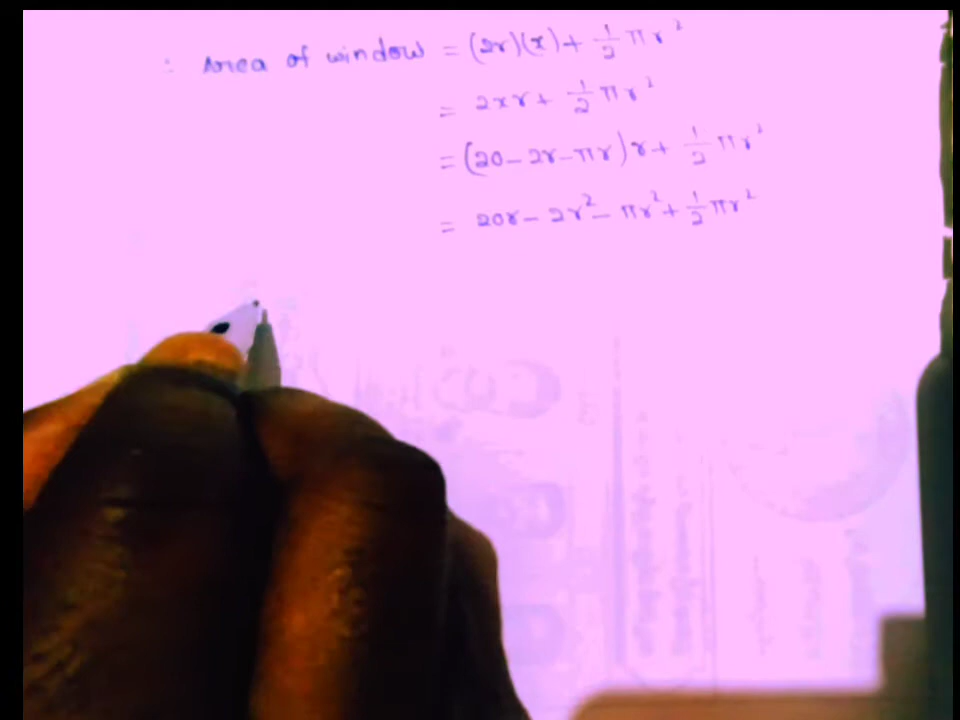 ∴ Area of window = (2r)(x) + 1/2 πr²
= 2xr + 1/2 πr²
= (20 - 2r - πr) r + 1/2 πr²
= 20r - 2r² - πr² + 1/2 πr²